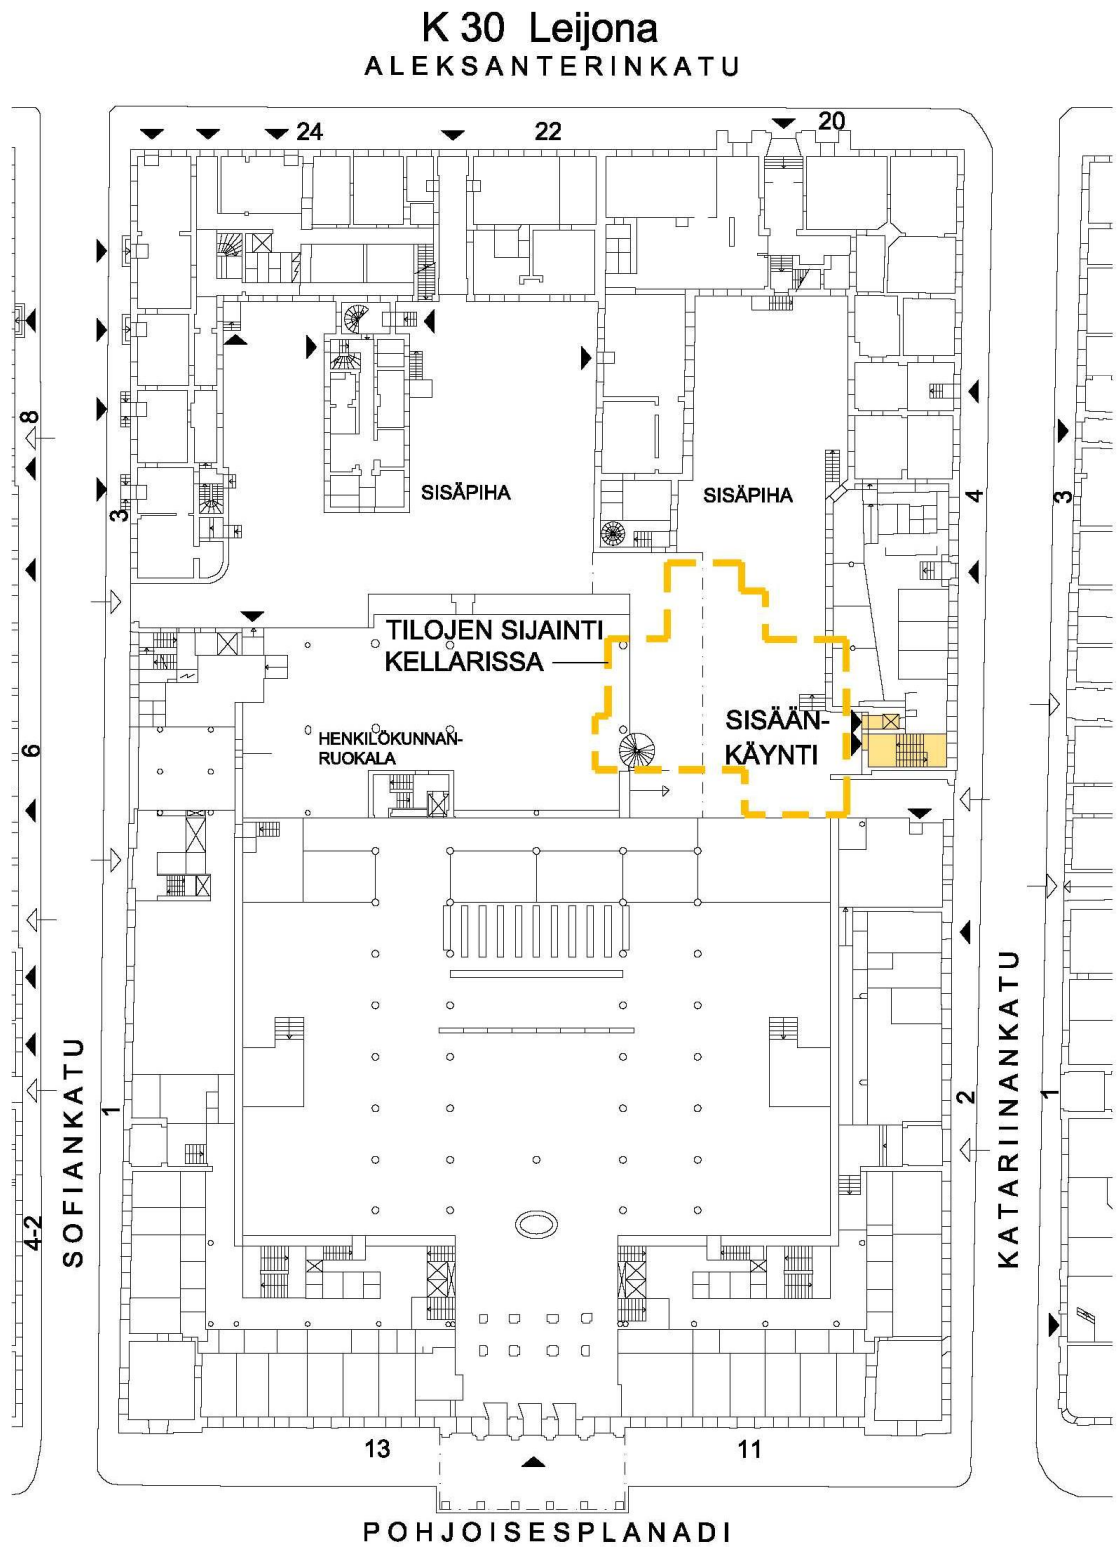 K 30 Leijona
ALEKSANTERINKATU
24
22
20
8
3
4
3
SISÄPIHA
SISÄPIHA
TILOJEN SIJAINTI
KELLARISSA
SISÄÄN-
KÄYNTI
HENKILÖKUNNAN-
RUOKALA
6
SOFIANKATU
1
2
1
KATARIINANKATU
4-2
13
11
POHJOISESPLANADI